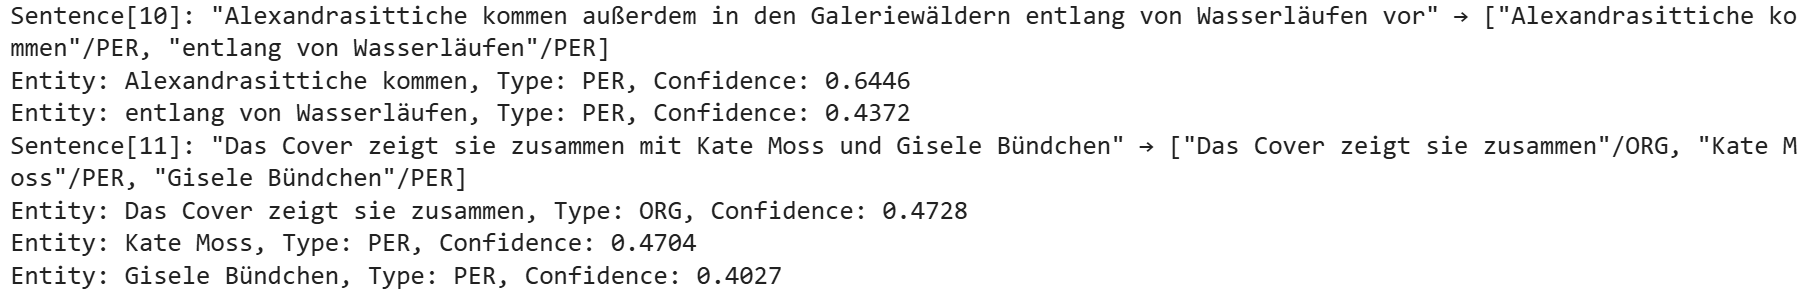 Sentence[10]: "Alexandrasittiche kommen außerdem in den Galeriewäldern entlang von Wasserläufen vor" → ["Alexandrasittiche ko
mmen"/PER, "entlang von Wasserläufen"/PER]
Entity: Alexandrasittiche kommen, Type: PER, Confidence: 0.6446
Entity: entlang von Wasserläufen, Type: PER, Confidence: 0.4372
Sentence[11]: "Das Cover zeigt sie zusammen mit Kate Moss und Gisele Bündchen" → ["Das Cover zeigt sie zusammen"/ORG, "Kate M
oss"/PER, "Gisele Bündchen"/PER]
Entity: Das Cover zeigt sie zusammen, Type: ORG, Confidence: 0.4728
Entity: Kate Moss, Type: PER, Confidence: 0.4704
Entity: Gisele Bündchen, Type: PER, Confidence: 0.4027